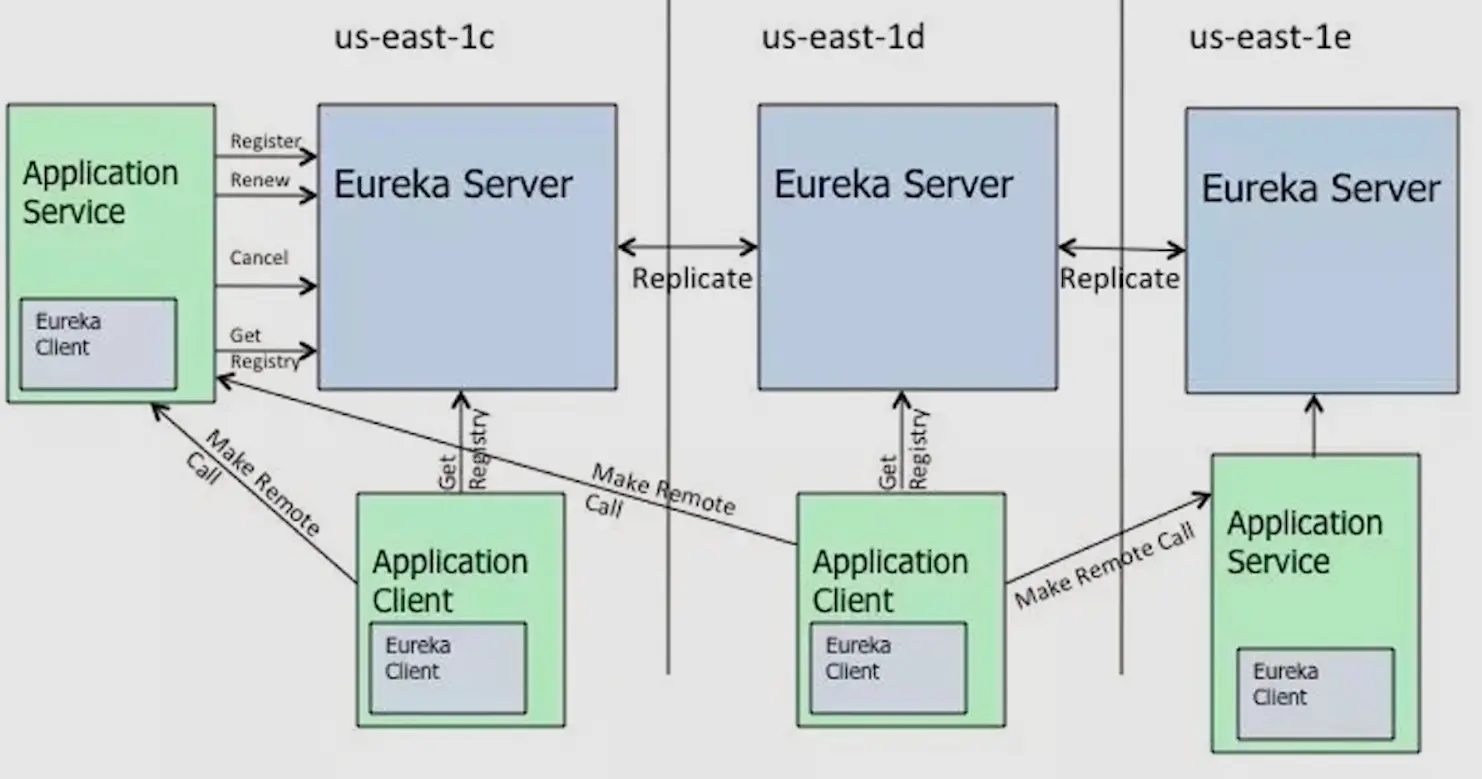 us-east-1c
us-east-1d
us-east-1e
Application
Service
Eureka
Client
Register
Renew
Cancel
Get
Registry
Eureka Server
Replicate
Eureka Server
Replicate
Eureka Server
Make Remote
Call
Get
Registry
Make Remote
Call
Get
Registry
Make Remote Call
Application
Client
Eureka
Client
Application
Client
Eureka
Client
Application
Service
Eureka
Client